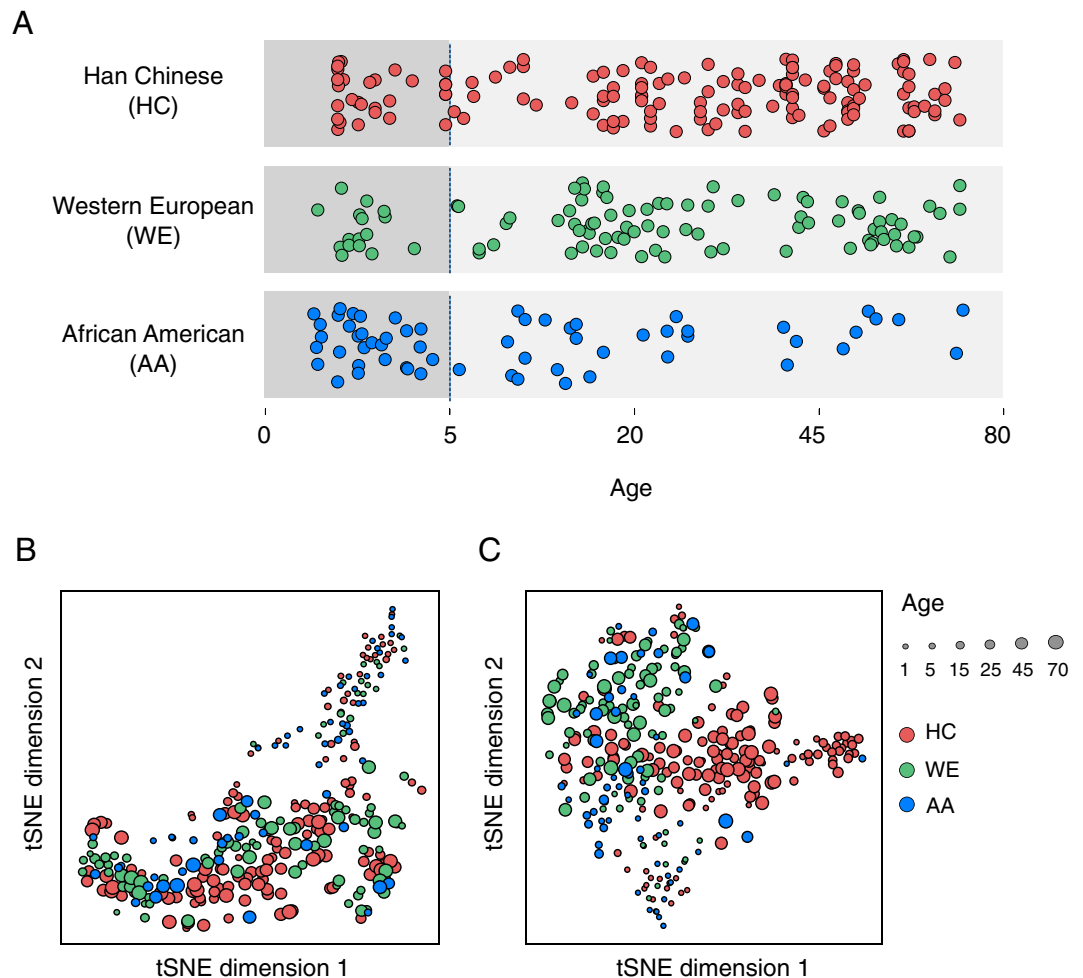 A
Han Chinese
(HC)
Western European
(WE)
African American
(AA)
0 5 20 45 80
Age
B
tSNE dimension 2
tSNE dimension 1
C
tSNE dimension 2
tSNE dimension 1
Age
1 5 15 25 45 70
HC
WE
AA